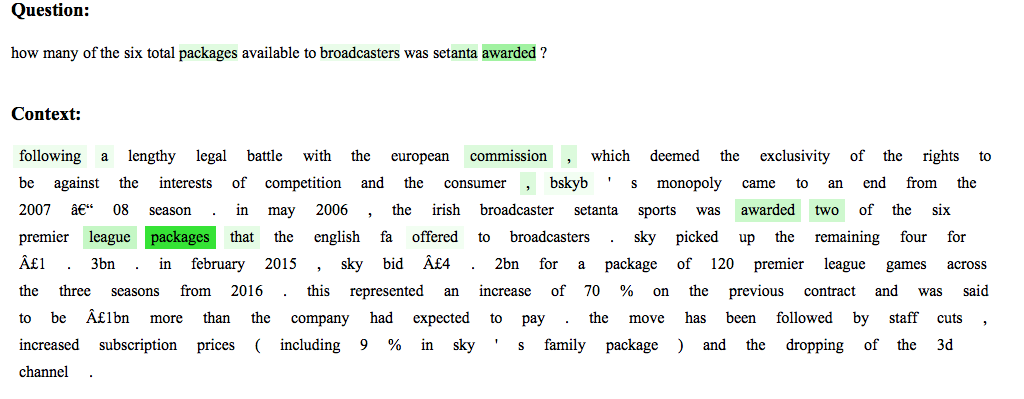 Question:
how many of the six total packages available to broadcasters was setanta awarded ?
Context:
following a lengthy legal battle with the european commission , which deemed the exclusivity of the rights to
be against the interests of competition and the consumer , bskyb ' s monopoly came to an end from the
2007 â€“ 08 season . in may 2006 , the irish broadcaster setanta sports was awarded two of the six
premier league packages that the english fa offered to broadcasters . sky picked up the remaining four for
Â£1 . 3bn . in february 2015 , sky bid Â£4 . 2bn for a package of 120 premier league games across
the three seasons from 2016 . this represented an increase of 70 % on the previous contract and was said
to be Â£1bn more than the company had expected to pay . the move has been followed by staff cuts ,
increased subscription prices ( including 9 % in sky ' s family package ) and the dropping of the 3d
channel .